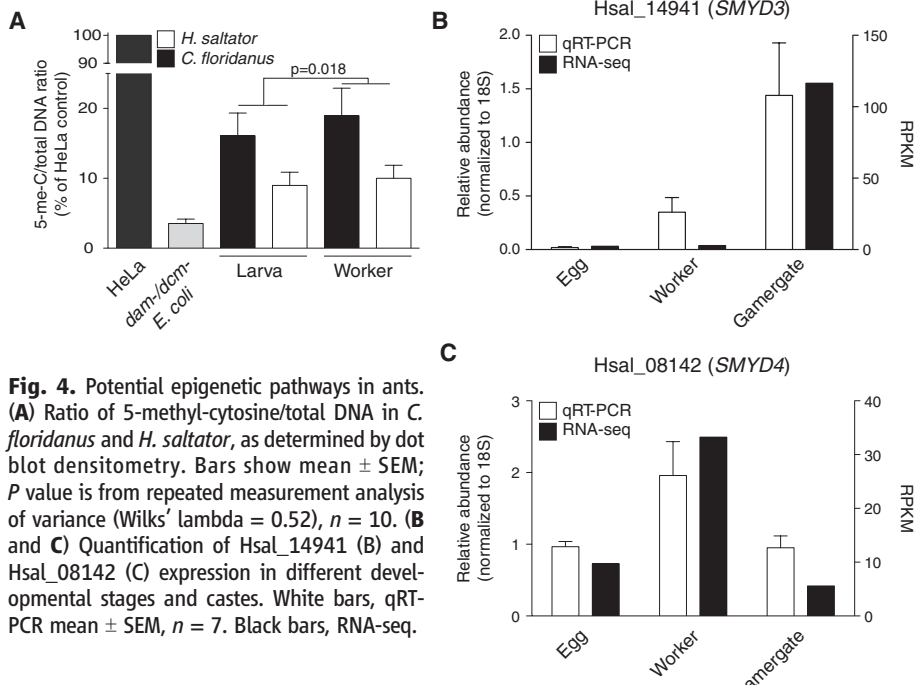 A
100
90
20
10
0
5-me-C/total DNA ratio
(% of HeLa control)
H. saltator
C. floridanus
p=0.018
HeLa
dam-/dcm-
E. coli
Larva
Worker
B
Hsal_14941 (SMYD3)
2.0
1.5
1.0
0.5
0.0
Relative abundance
(normalized to 18S)
qRT-PCR
RNA-seq
150
100
50
0
RPKM
Egg
Worker
Gamergate
C
Hsal_08142 (SMYD4)
3
2
1
0
Relative abundance
(normalized to 18S)
qRT-PCR
RNA-seq
40
30
20
10
0
RPKM
Egg
Worker
amergate
Fig. 4. Potential epigenetic pathways in ants.
(A) Ratio of 5-methyl-cytosine/total DNA in C.
floridanus and H. saltator, as determined by dot
blot densitometry. Bars show mean ± SEM;
P value is from repeated measurement analysis
of variance (Wilks' lambda = 0.52), n = 10. (B
and C) Quantification of Hsal_14941 (B) and
Hsal_08142 (C) expression in different devel-
opmental stages and castes. White bars, qRT-
PCR mean ± SEM, n = 7. Black bars, RNA-seq.